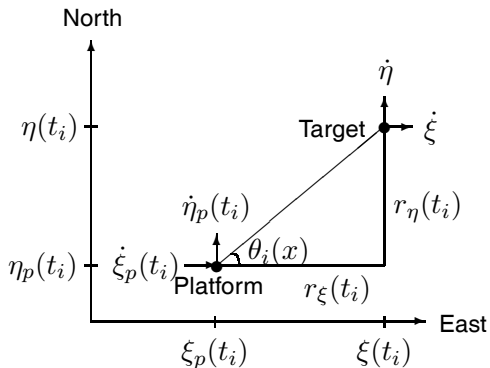 North
η̇
η(t_i)
Target
ξ̇
η̇_p(t_i)
r_η(t_i)
θ_i(x)
η_p(t_i)
ξ̇_p(t_i)
Platform
r_ξ(t_i)
East
ξ_p(t_i)
ξ(t_i)